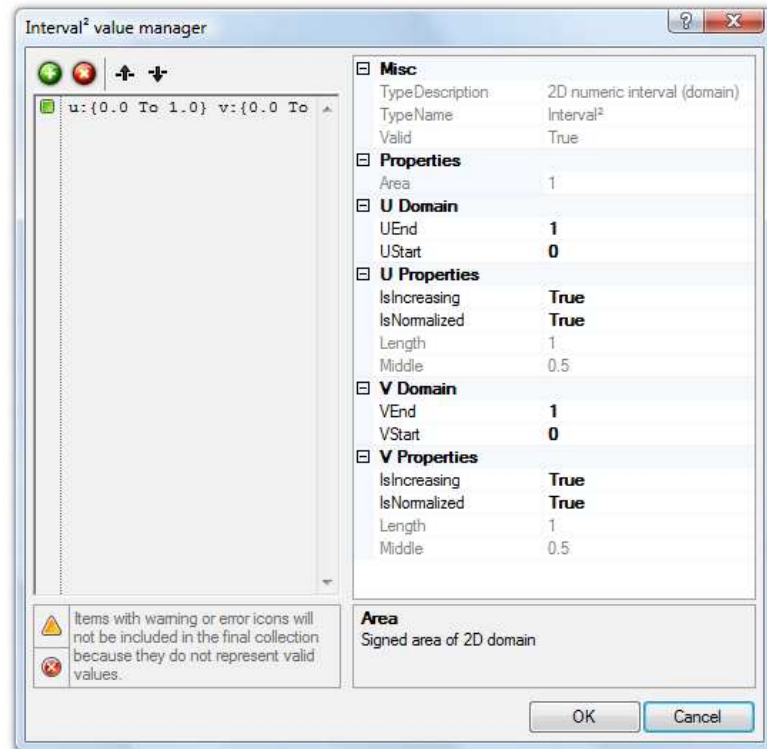 Interval² value manager
u:{0.0 To 1.0} v:{0.0 To
Misc
TypeDescription 2D numeric interval (domain)
TypeName Interval²
Valid True
Properties
Area 1
U Domain
UEnd 1
UStart 0
U Properties
IsIncreasing True
IsNormalized True
Length 1
Middle 0.5
V Domain
VEnd 1
VStart 0
V Properties
IsIncreasing True
IsNormalized True
Length 1
Middle 0.5
Items with warning or error icons will
not be included in the final collection
because they do not represent valid
values.
Area
Signed area of 2D domain
OK Cancel